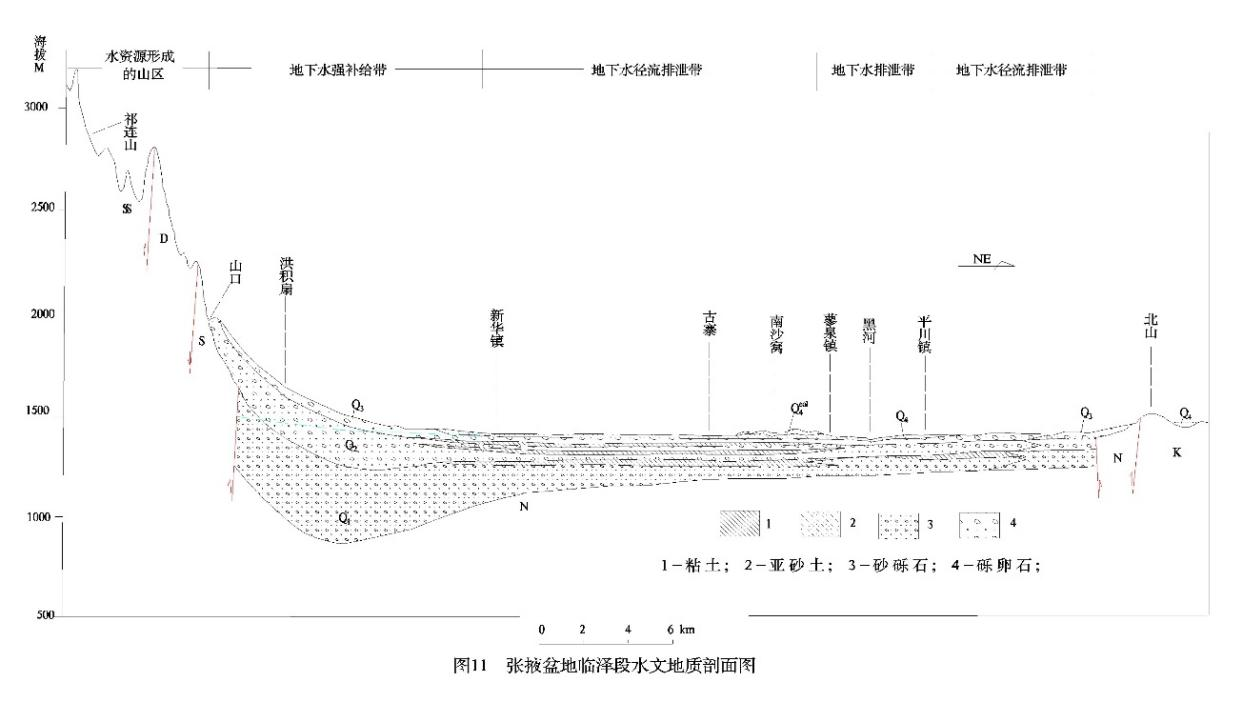 海拔M
水资源形成
的山区
地下水强补给带
地下水径流排泄带
地下水排泄带
地下水径流排泄带
3000
2500
2000
1500
1000
500
祁连山
D
S
山口
洪积扇
新华镇
古寨
南沙窝
蓼泉镇
黑河
平川镇
北山
NE
Q3
Q2
Q1
N
Q4eol
Q4
Q3
Q4
N
K
1
2
3
4
1－粘土； 2－亚砂土； 3－砂砾石； 4－砾卵石；
0 2 4 6 km
图11 张掖盆地临泽段水文地质剖面图